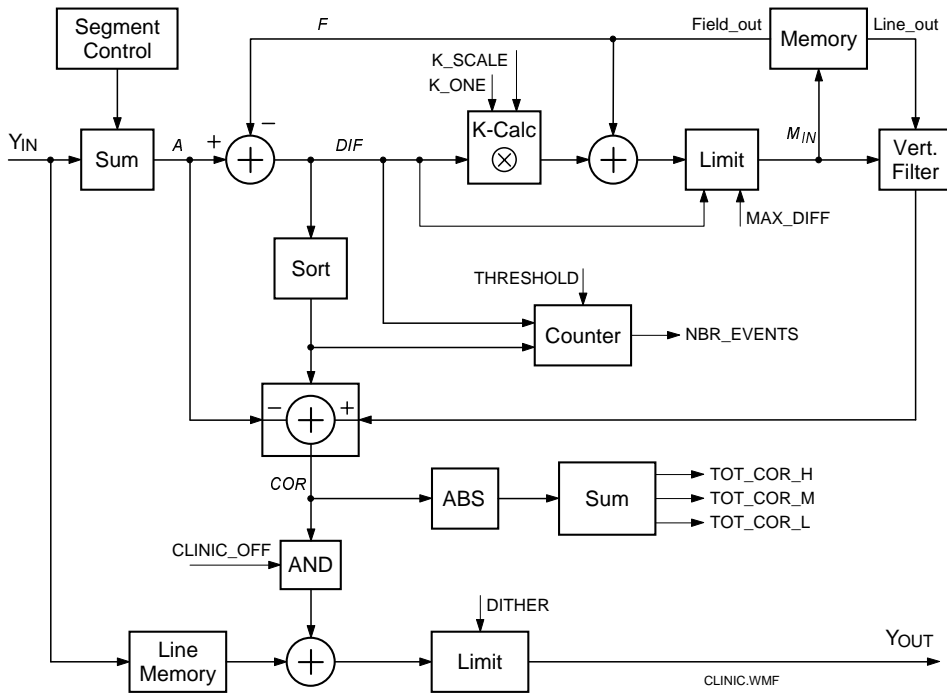 Segment
Control
F
Field_out
Memory
Line_out
K_SCALE
K_ONE
YIN
Sum
A
+
−
+
DIF
K-Calc
⊗
+
Limit
MIN
Vert.
Filter
MAX_DIFF
Sort
THRESHOLD
Counter
NBR_EVENTS
− + +
COR
ABS
Sum
TOT_COR_H
TOT_COR_M
TOT_COR_L
CLINIC_OFF
AND
DITHER
Line
Memory
+
Limit
YOUT
CLINIC.WMF